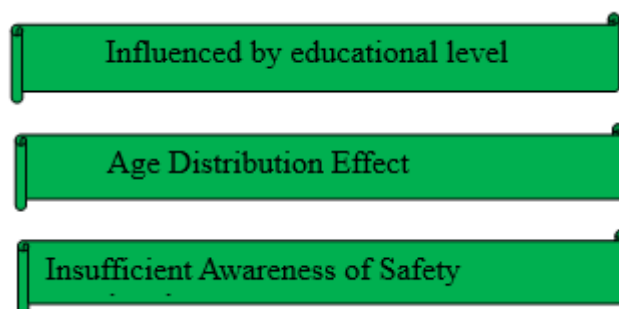 Influenced by educational level
Age Distribution Effect
Insufficient Awareness of Safety